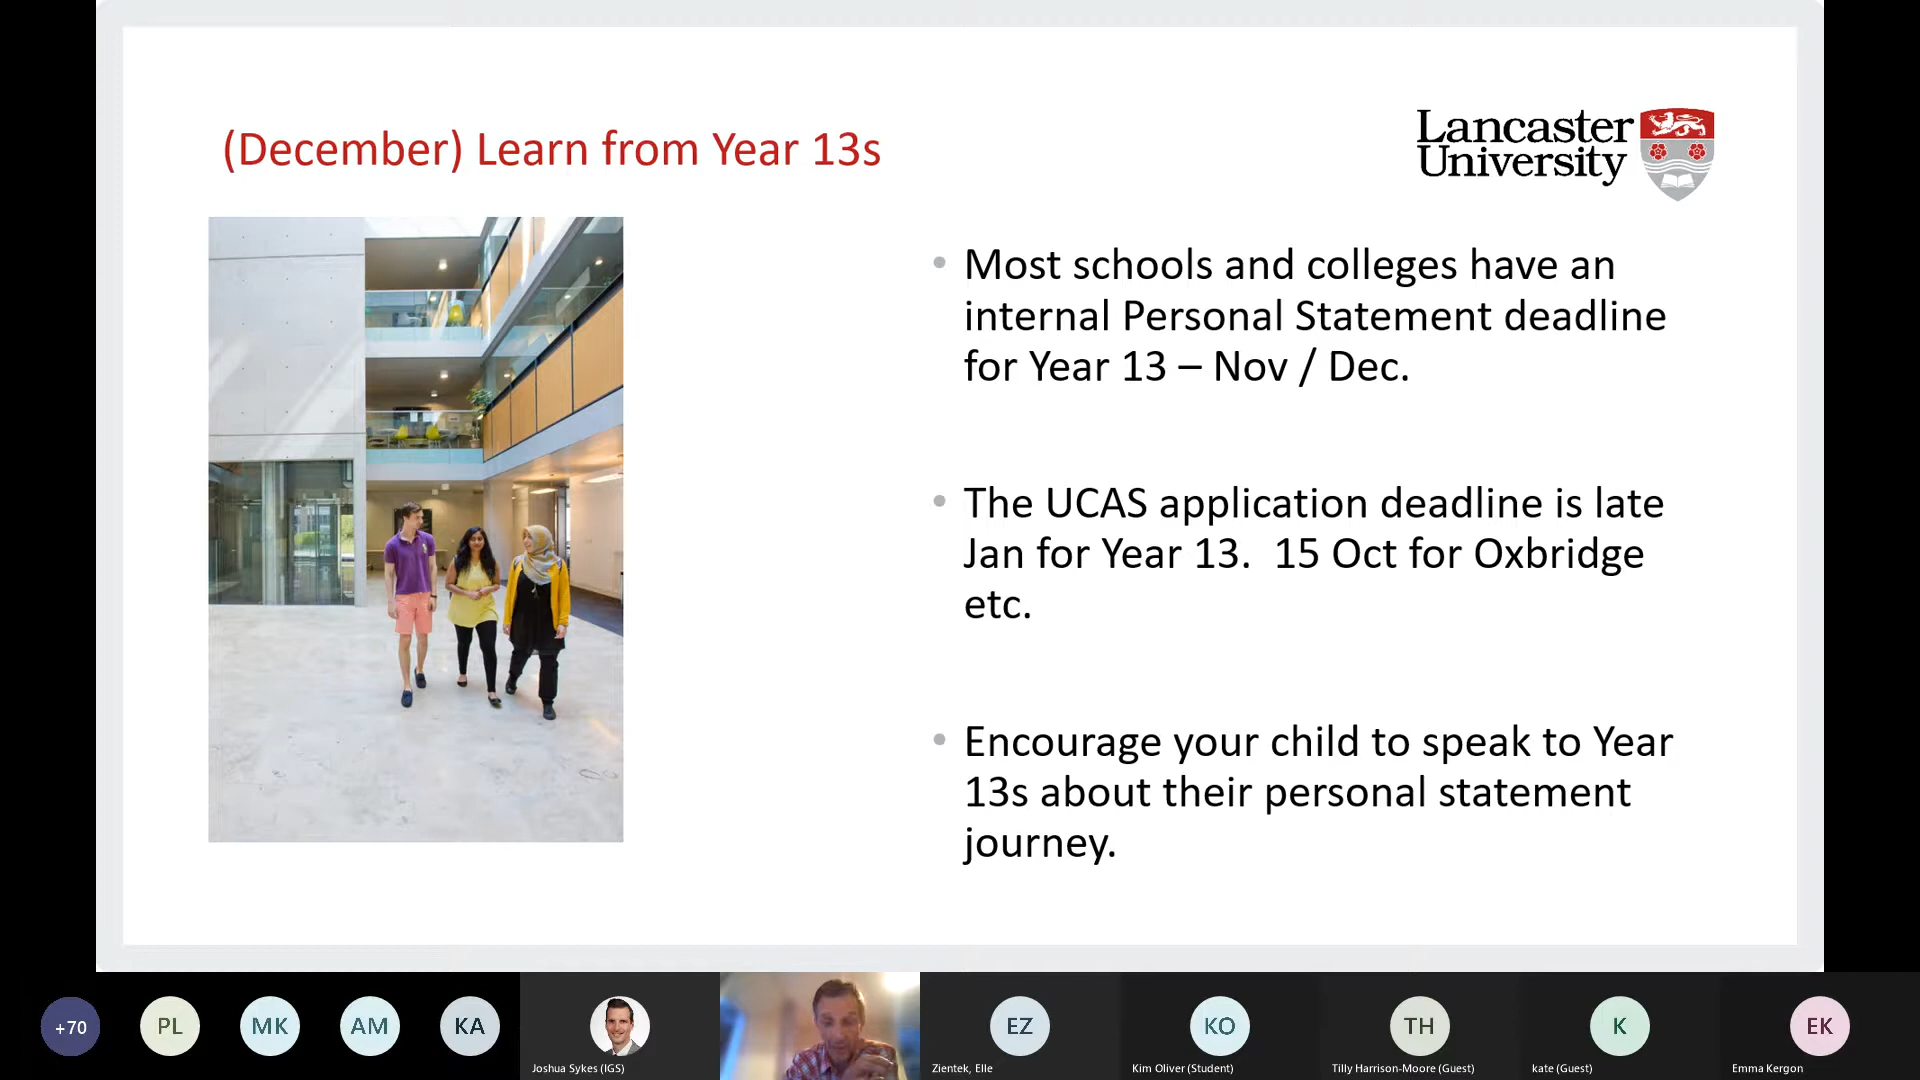 (December) Learn from Year 13s
Lancaster
University
• Most schools and colleges have an
internal Personal Statement deadline
for Year 13 – Nov / Dec.
• The UCAS application deadline is late
Jan for Year 13.  15 Oct for Oxbridge
etc.
• Encourage your child to speak to Year
13s about their personal statement
journey.
+70
PL
MK
AM
KA
EZ
KO
TH
K
EK
Joshua Sykes (IGS)
Zientek, Elle
Kim Oliver (Student)
Tilly Harrison-Moore (Guest)
kate (Guest)
Emma Kergon